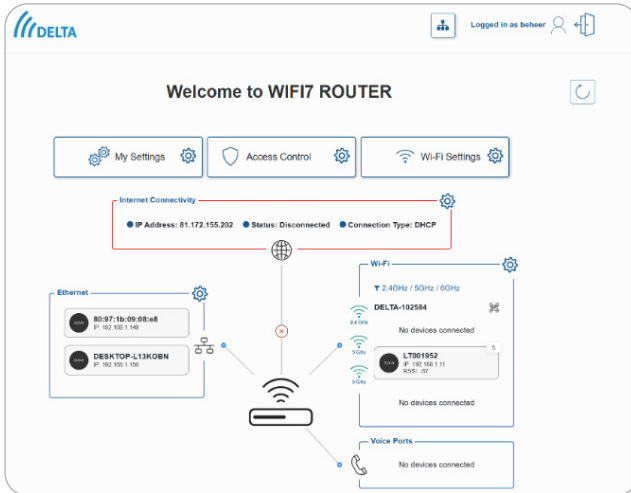 DELTA
Logged in as beheer
Welcome to WIFI7 ROUTER
My Settings
Access Control
Wi-Fi Settings
Internet Connectivity
IP Address: 81.172.155.202 Status: Disconnected Connection Type: DHCP
Wi-Fi
2.4GHz / 5GHz / 6GHz
Ethernet
DELTA-102584
80:97:1b:09:08:e8
IP: 192.168.1.146
2.4 GHz
No devices connected
DESKTOP-L13KOBN
IP: 192.168.1.156
5
5 GHz
LT001952
IP: 192.168.1.11
RSSI: -87
6 GHz
No devices connected
Voice Ports
No devices connected